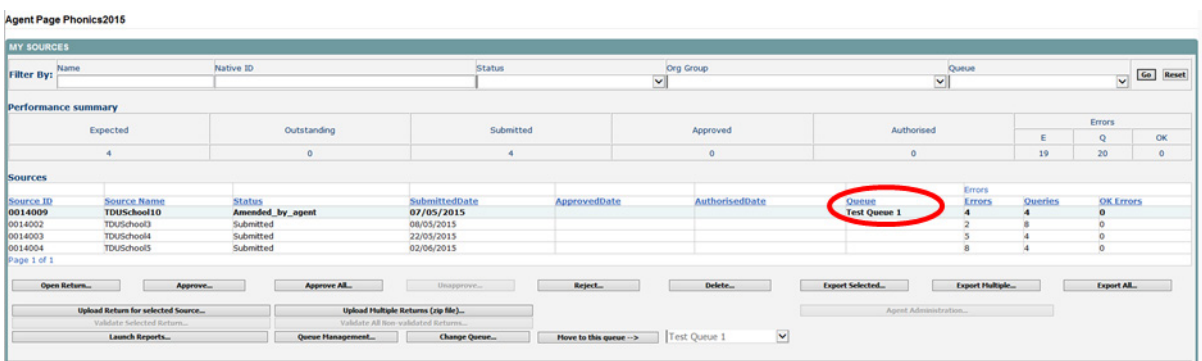 Agent Page Phonics2015
MY SOURCES
Filter By: Name Native ID Status Org Group Queue Go Reset
Performance summary
Expected Outstanding Submitted Approved Authorised Errors
E Q OK
4 0 4 0 0 19 20 0
Sources
Errors
Source ID Source Name Status SubmittedDate ApprovedDate AuthorisedDate Queue Errors Queries OK Errors
0014009 TDUSchool10 Amended_by_agent 07/05/2015 Test Queue 1 4 4 0
0014002 TDUSchool3 Submitted 08/05/2015 2 8 0
0014003 TDUSchool4 Submitted 22/05/2015 5 4 0
0014004 TDUSchool5 Submitted 02/06/2015 8 4 0
Page 1 of 1
Open Return... Approve... Approve All... Unapprove... Reject... Delete... Export Selected... Export Multiple... Export All...
Upload Return for selected Source... Upload Multiple Returns (zip file)... Agent Administration...
Validate Selected Return... Validate All Non-validated Returns...
Launch Reports... Queue Management... Change Queue... Move to this queue --> Test Queue 1